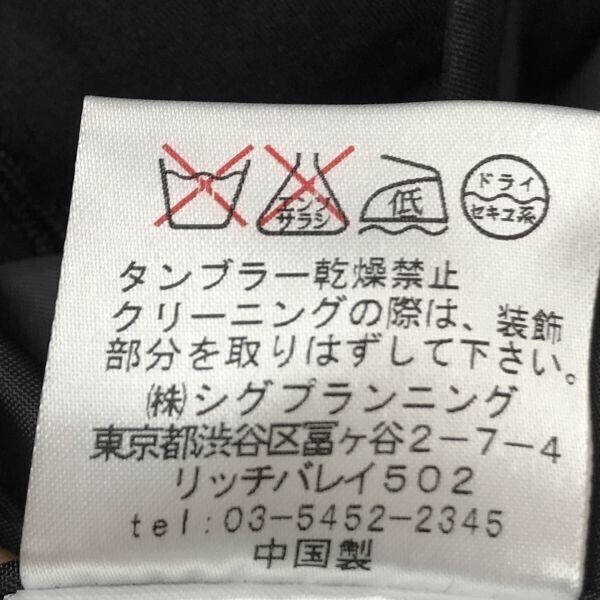 エンソ
サラシ
低
ドライ
セキユ系
タンブラー乾燥禁止
クリーニングの際は、装飾
部分を取りはずして下さい。
㈱シグプランニング
東京都渋谷区冨ヶ谷2-7-4
リッチバレイ502
tel:03-5452-2345
中国製